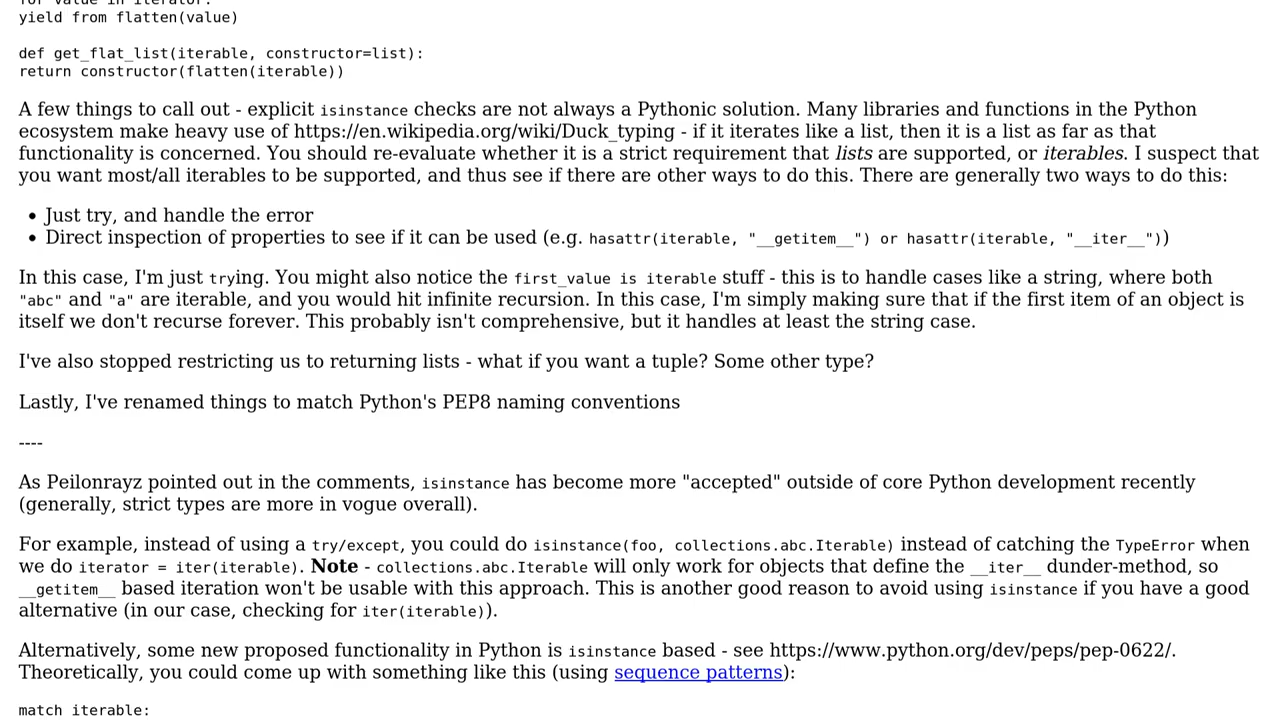 for value in iterator:
yield from flatten(value)
def get_flat_list(iterable, constructor=list):
return constructor(flatten(iterable))
A few things to call out - explicit isinstance checks are not always a Pythonic solution. Many libraries and functions in the Python
ecosystem make heavy use of https://en.wikipedia.org/wiki/Duck_typing - if it iterates like a list, then it is a list as far as that
functionality is concerned. You should re-evaluate whether it is a strict requirement that lists are supported, or iterables. I suspect that
you want most/all iterables to be supported, and thus see if there are other ways to do this. There are generally two ways to do this:
• Just try, and handle the error
• Direct inspection of properties to see if it can be used (e.g. hasattr(iterable, "__getitem__") or hasattr(iterable, "__iter__"))
In this case, I'm just trying. You might also notice the first_value is iterable stuff - this is to handle cases like a string, where both
"abc" and "a" are iterable, and you would hit infinite recursion. In this case, I'm simply making sure that if the first item of an object is
itself we don't recurse forever. This probably isn't comprehensive, but it handles at least the string case.
I've also stopped restricting us to returning lists - what if you want a tuple? Some other type?
Lastly, I've renamed things to match Python's PEP8 naming conventions
----
As Peilonrayz pointed out in the comments, isinstance has become more "accepted" outside of core Python development recently
(generally, strict types are more in vogue overall).
For example, instead of using a try/except, you could do isinstance(foo, collections.abc.Iterable) instead of catching the TypeError when
we do iterator = iter(iterable). Note - collections.abc.Iterable will only work for objects that define the __iter__ dunder-method, so
__getitem__ based iteration won't be usable with this approach. This is another good reason to avoid using isinstance if you have a good
alternative (in our case, checking for iter(iterable)).
Alternatively, some new proposed functionality in Python is isinstance based - see https://www.python.org/dev/peps/pep-0622/.
Theoretically, you could come up with something like this (using sequence patterns):
match iterable: